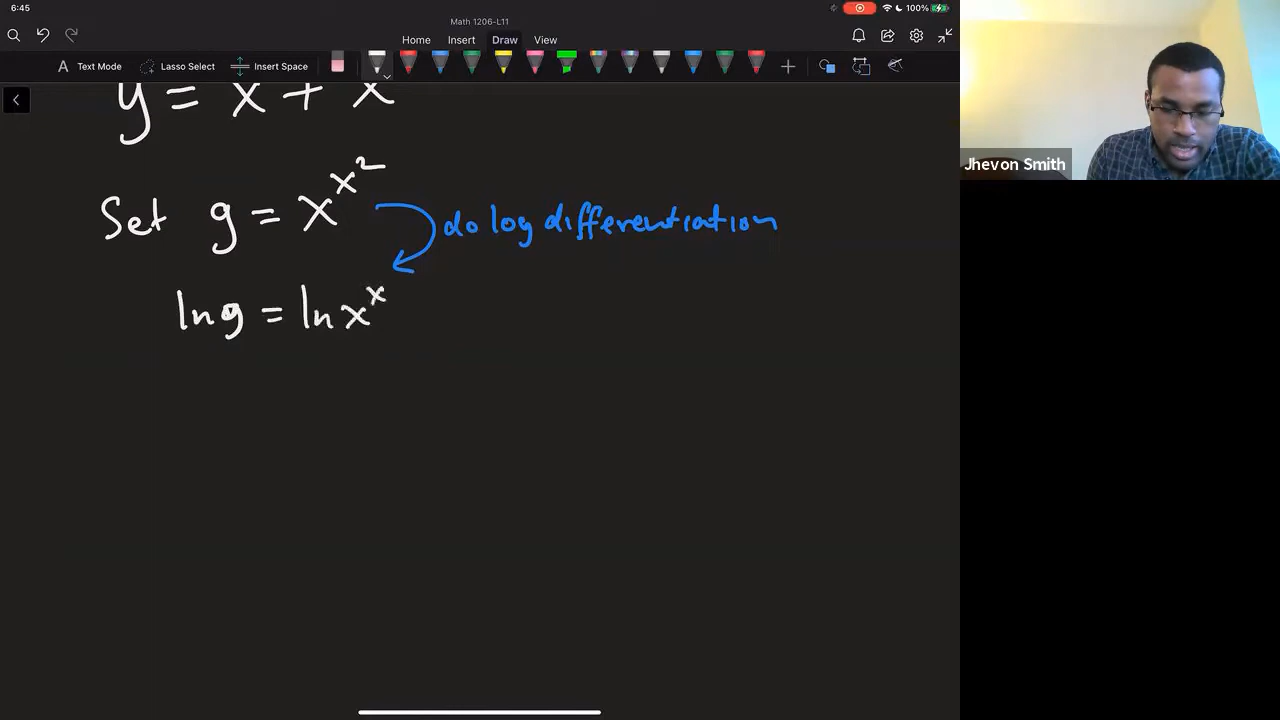 6:45
100%
Math 1206-L11
Home Insert Draw View
A Text Mode Lasso Select Insert Space
y = x + x
Set g = x^{x^2}
do log differentiation
ln g = ln x^x
Jhevon Smith